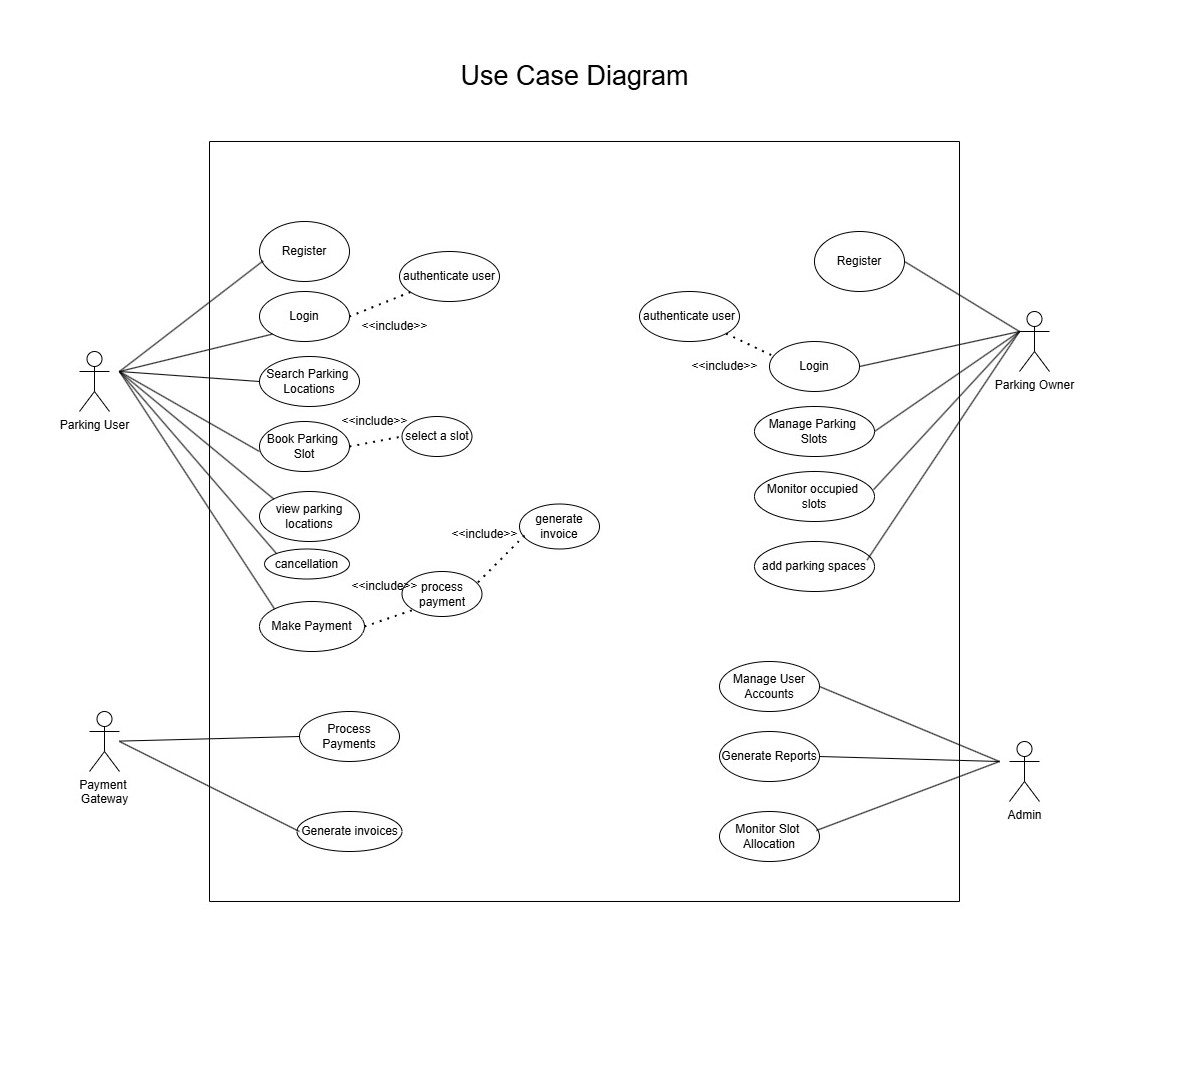 Use Case Diagram
Register
authenticate user
Login
<<include>>
Search Parking
Locations
<<include>>
Book Parking
Slot
select a slot
view parking
locations
generate
invoice
<<include>>
cancellation
<<include>>
process
payment
Make Payment
Parking User
Process
Payments
Generate invoices
Payment
Gateway
Register
authenticate user
<<include>>
Login
Manage Parking
Slots
Monitor occupied
slots
add parking spaces
Parking Owner
Manage User
Accounts
Generate Reports
Monitor Slot
Allocation
Admin